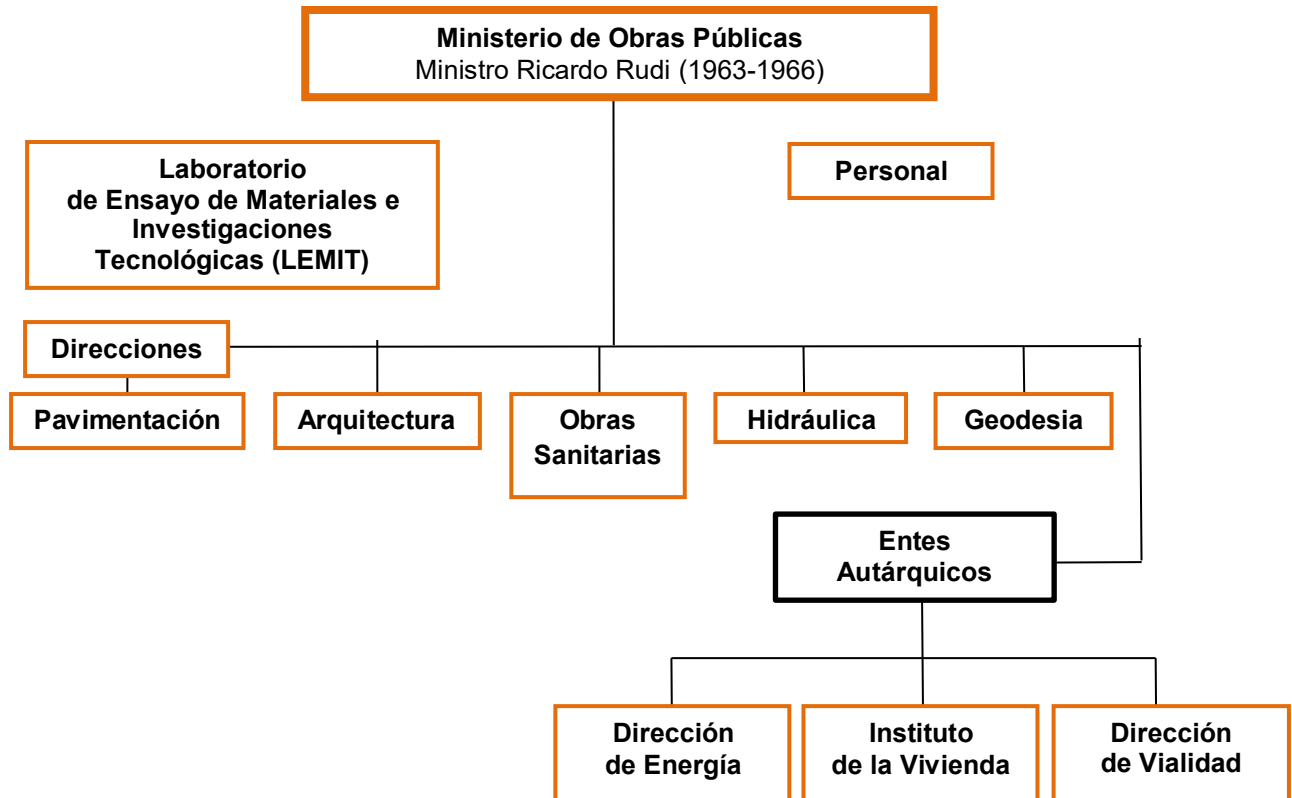 Ministerio de Obras Públicas
Ministro Ricardo Rudi (1963-1966)
Laboratorio
de Ensayo de Materiales e
Investigaciones
Tecnológicas (LEMIT)
Personal
Direcciones
Pavimentación
Arquitectura
Obras
Sanitarias
Hidráulica
Geodesia
Entes
Autárquicos
Dirección
de Energía
Instituto
de la Vivienda
Dirección
de Vialidad